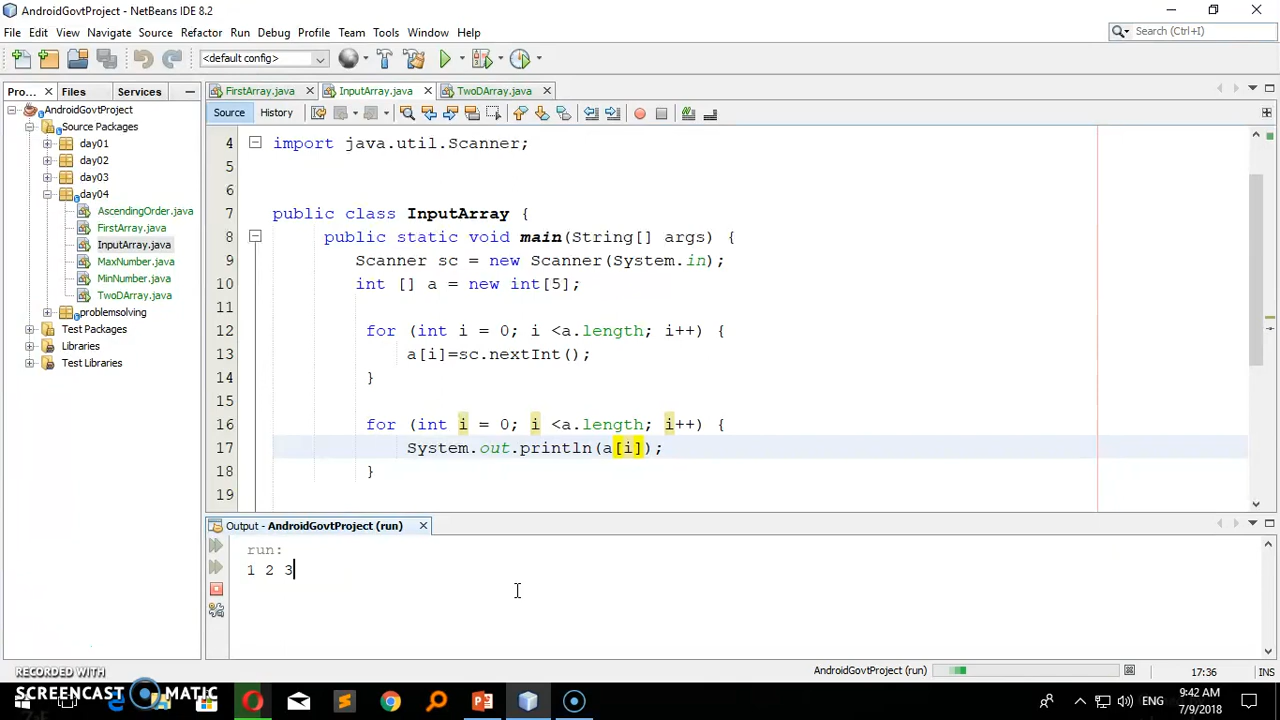 AndroidGovtProject - NetBeans IDE 8.2
File Edit View Navigate Source Refactor Run Debug Profile Team Tools Window Help
Search (Ctrl+I)
<default config>
Pro... Files Services
FirstArray.java InputArray.java TwoDArray.java
Source History
AndroidGovtProject
Source Packages
day01
day02
day03
day04
AscendingOrder.java
FirstArray.java
InputArray.java
MaxNumber.java
MinNumber.java
TwoDArray.java
problemsolving
Test Packages
Libraries
Test Libraries
4 import java.util.Scanner;
5
6
7 public class InputArray {
8 public static void main(String[] args) {
9 Scanner sc = new Scanner(System.in);
10 int [] a = new int[5];
11
12 for (int i = 0; i <a.length; i++) {
13 a[i]=sc.nextInt();
14 }
15
16 for (int i = 0; i <a.length; i++) {
17 System.out.println(a[i]);
18 }
19
Output - AndroidGovtProject (run)
run:
1 2 3
AndroidGovtProject (run)
17:36 INS
RECORDED WITH
SCREENCAST MATIC
ENG
9:42 AM
7/9/2018